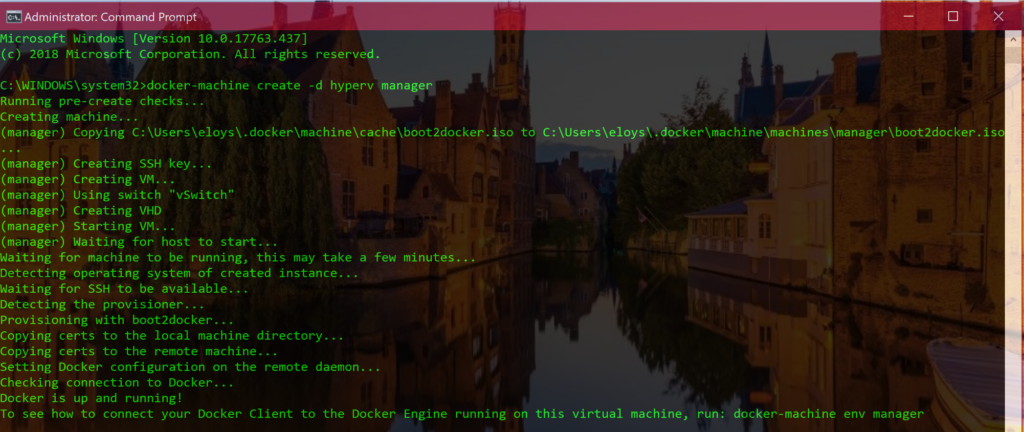 Administrator: Command Prompt
Microsoft Windows [Version 10.0.17763.437]
(c) 2018 Microsoft Corporation. All rights reserved.
C:\WINDOWS\system32>docker-machine create -d hyperv manager
Running pre-create checks...
Creating machine...
(manager) Copying C:\Users\eloys\.docker\machine\cache\boot2docker.iso to C:\Users\eloys\.docker\machine\machines\manager\boot2docker.iso
...
(manager) Creating SSH key...
(manager) Creating VM...
(manager) Using switch "vSwitch"
(manager) Creating VHD
(manager) Starting VM...
(manager) Waiting for host to start...
Waiting for machine to be running, this may take a few minutes...
Detecting operating system of created instance...
Waiting for SSH to be available...
Detecting the provisioner...
Provisioning with boot2docker...
Copying certs to the local machine directory...
Copying certs to the remote machine...
Setting Docker configuration on the remote daemon...
Checking connection to Docker...
Docker is up and running!
To see how to connect your Docker Client to the Docker Engine running on this virtual machine, run: docker-machine env manager